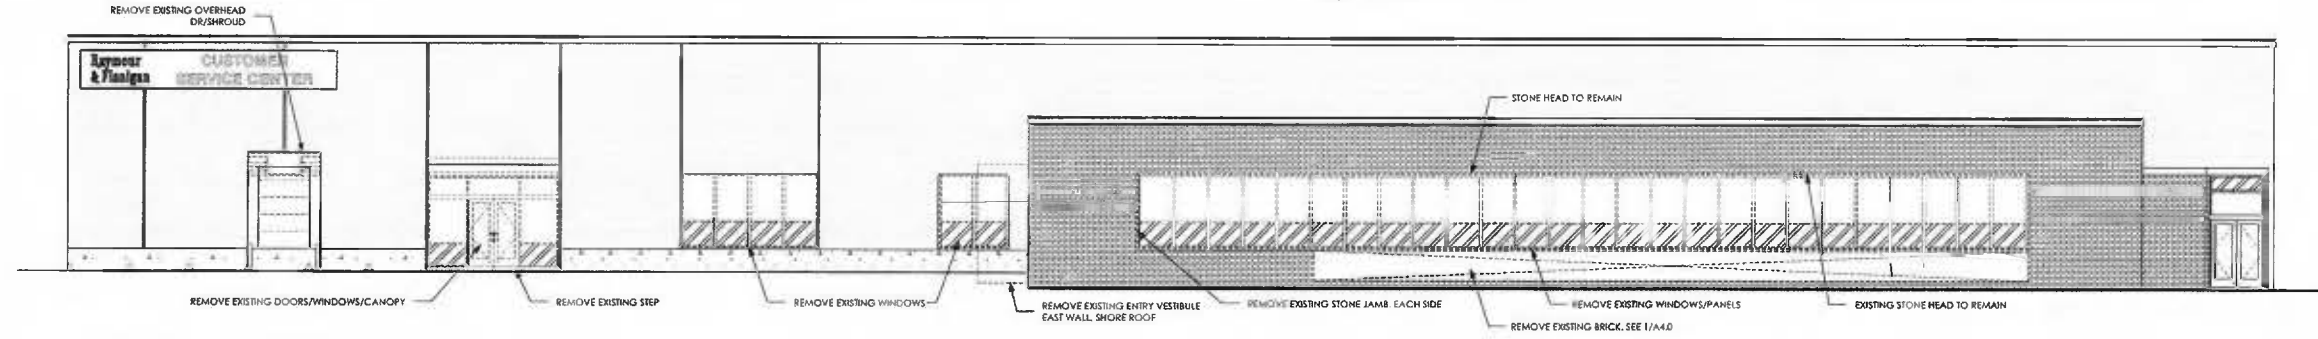 REMOVE EXISTING OVERHEAD
DR/SHROUD
Raymour
& Flanigan
CUSTOMER
SERVICE CENTER
STONE HEAD TO REMAIN
REMOVE EXISTING DOORS/WINDOWS/CANOPY
REMOVE EXISTING STEP
REMOVE EXISTING WINDOWS
REMOVE EXISTING ENTRY VESTIBULE
EAST WALL, SHORE ROOF
REMOVE EXISTING STONE JAMB, EACH SIDE
REMOVE EXISTING WINDOWS/PANELS
EXISTING STONE HEAD TO REMAIN
REMOVE EXISTING BRICK, SEE 1/A4.0